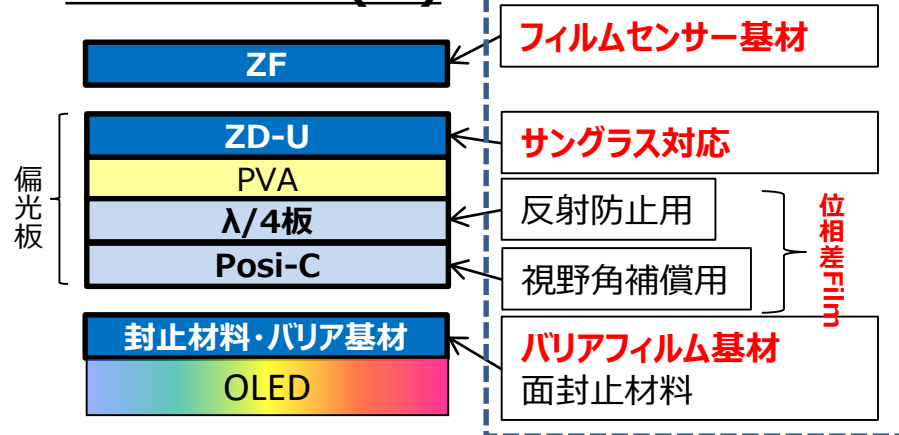 ZF
フィルムセンサー基材
偏光板
ZD-U
サングラス対応
PVA
λ/4板
反射防止用
Posi-C
視野角補償用
位相差Film
封止材料・バリア基材
バリアフィルム基材
面封止材料
OLED